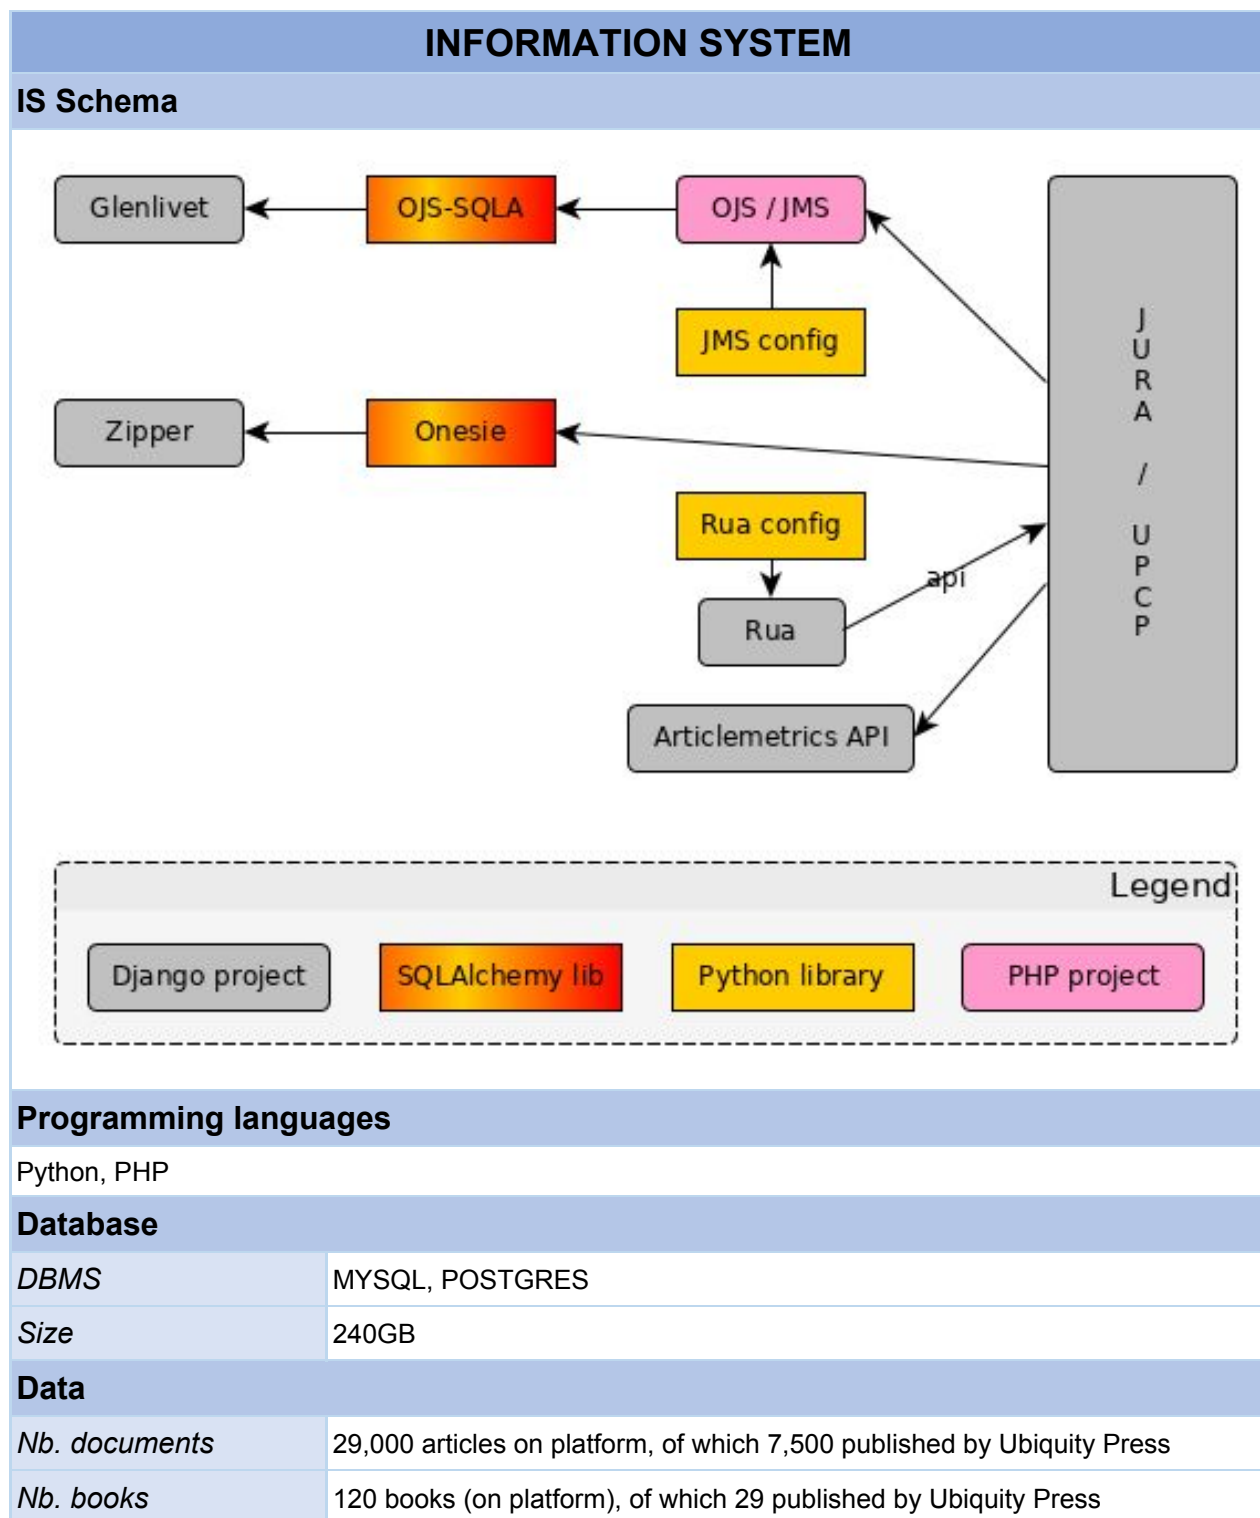 INFORMATION SYSTEM
IS Schema
Glenlivet
OJS-SQLA
OJS / JMS
JMS config
Zipper
Onesie
Rua config
api
Rua
Articlemetrics API
J
U
R
A
/
U
P
C
P
Legend
Django project
SQLAlchemy lib
Python library
PHP project
Programming languages
Python, PHP
Database
DBMS MYSQL, POSTGRES
Size 240GB
Data
Nb. documents 29,000 articles on platform, of which 7,500 published by Ubiquity Press
Nb. books 120 books (on platform), of which 29 published by Ubiquity Press